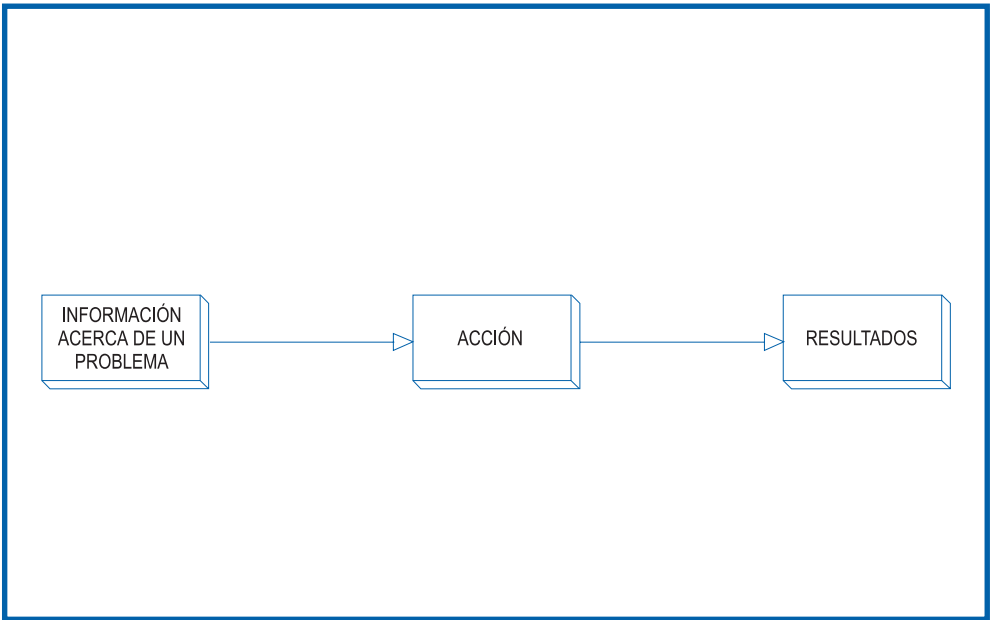 INFORMACIÓN
ACERCA DE UN
PROBLEMA
ACCIÓN
RESULTADOS